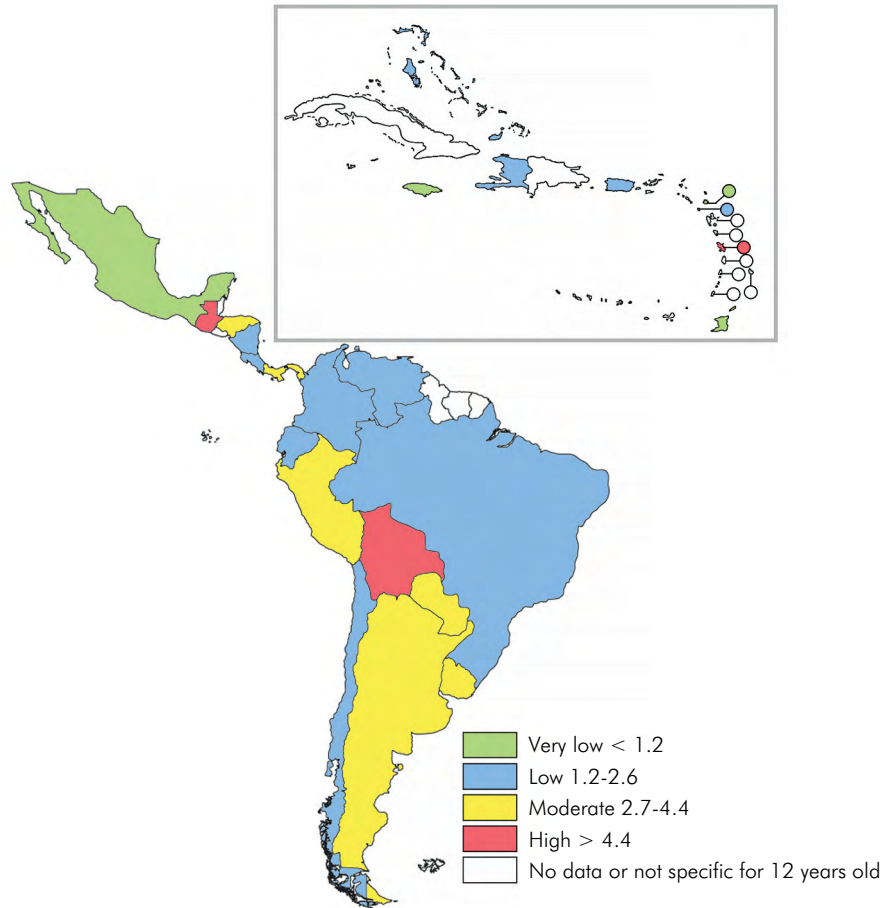 Very low < 1.2
Low 1.2-2.6
Moderate 2.7-4.4
High > 4.4
No data or not specific for 12 years old